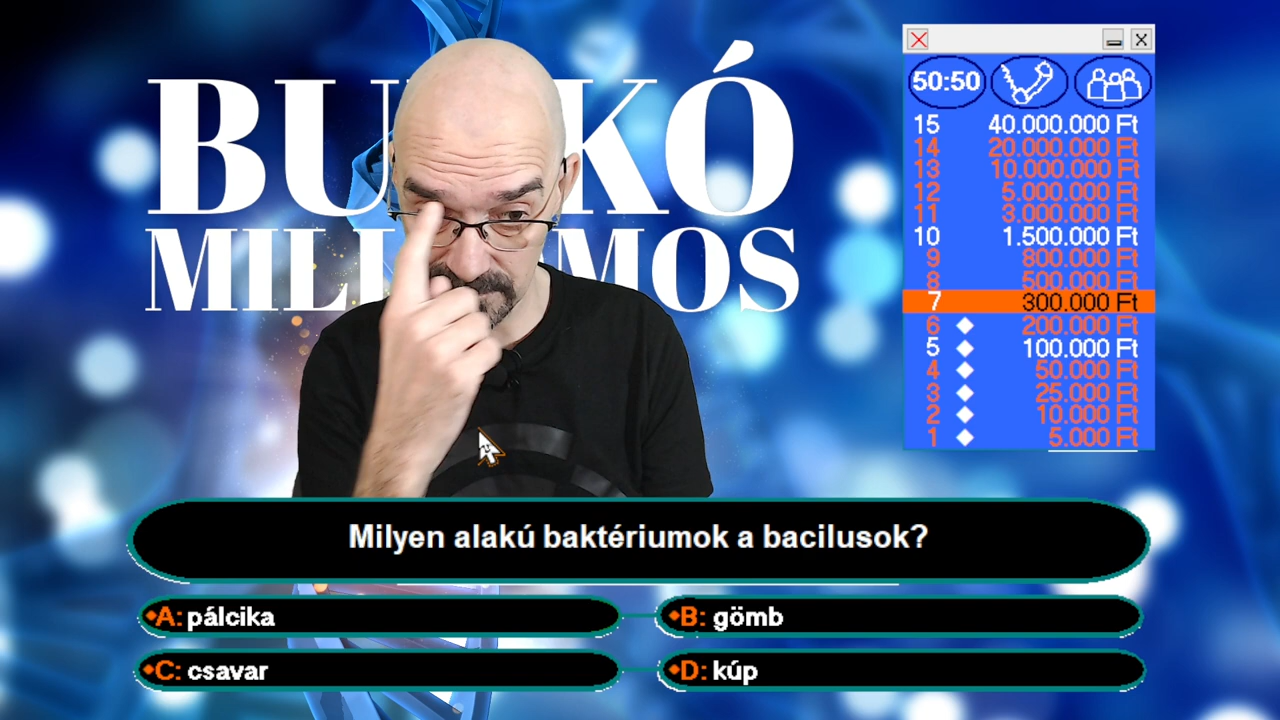 BU KÓ
MILL MOS
50:50
15 40.000.000 Ft
14 20.000.000 Ft
13 10.000.000 Ft
12 5.000.000 Ft
11 3.000.000 Ft
10 1.500.000 Ft
9 800.000 Ft
8 500.000 Ft
7 300.000 Ft
6 200.000 Ft
5 100.000 Ft
4 50.000 Ft
3 25.000 Ft
2 10.000 Ft
1 5.000 Ft
Milyen alakú baktériumok a bacilusok?
A: pálcika
B: gömb
C: csavar
D: kúp